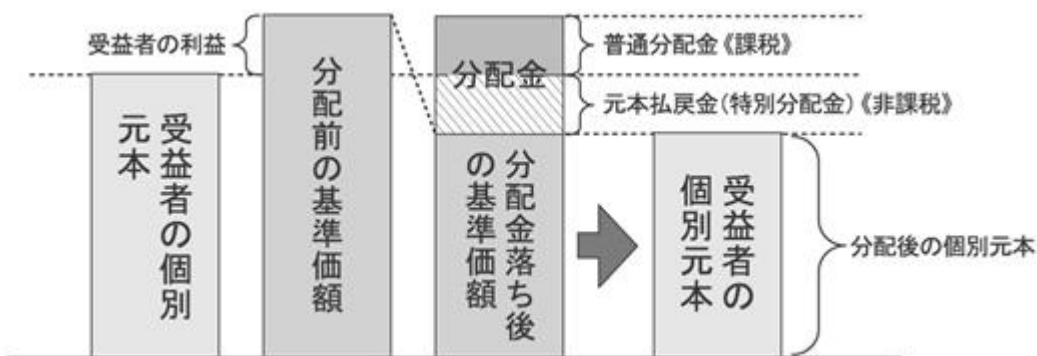 受益者の利益
受益者の個別
元本
分配前の基準価額
分配金
分配金落ち後
の基準価額
普通分配金《課税》
元本払戻金(特別分配金)《非課税》
受益者の
個別元本
分配後の個別元本